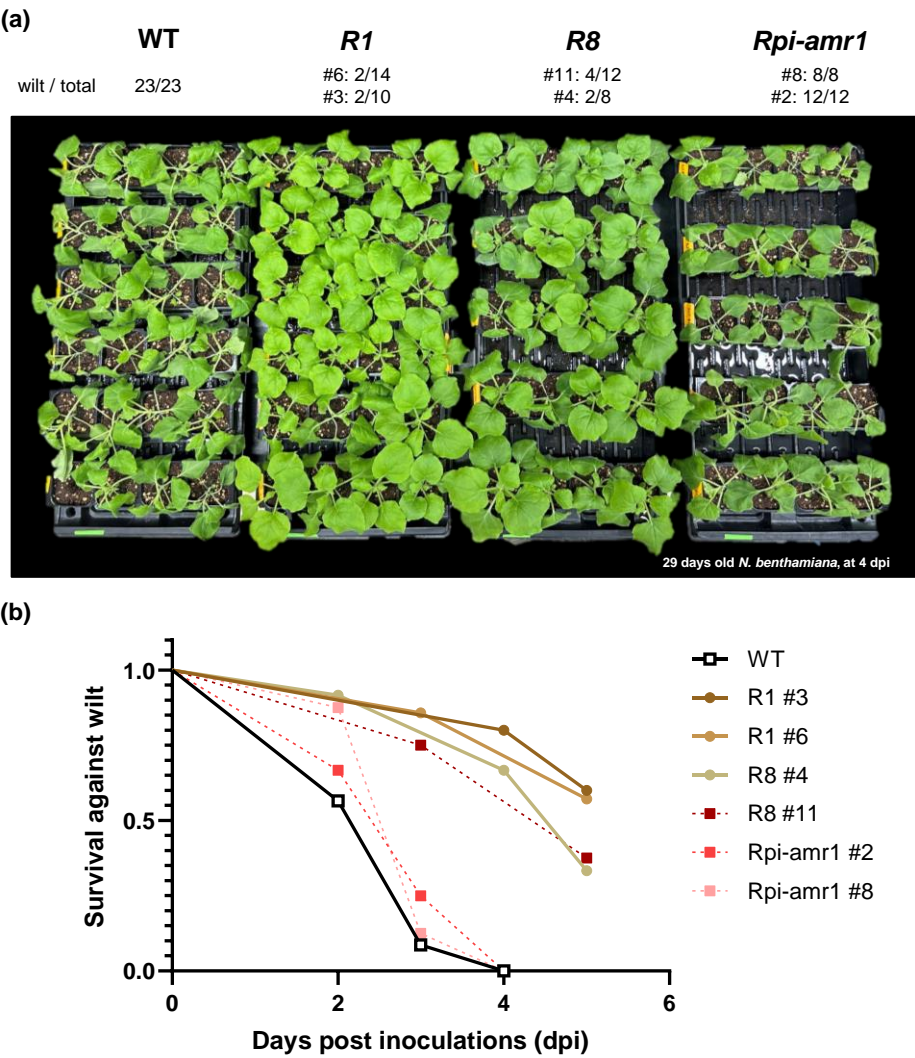 (a)
WT R1 R8 Rpi-amr1
wilt / total 23/23 #6: 2/14 #11: 4/12 #8: 8/8
#3: 2/10 #4: 2/8 #2: 12/12
29 days old N. benthamiana, at 4 dpi
(b)
Survival against wilt
1.0
0.5
0.0
0 2 4 6
Days post inoculations (dpi)
WT
R1 #3
R1 #6
R8 #4
R8 #11
Rpi-amr1 #2
Rpi-amr1 #8